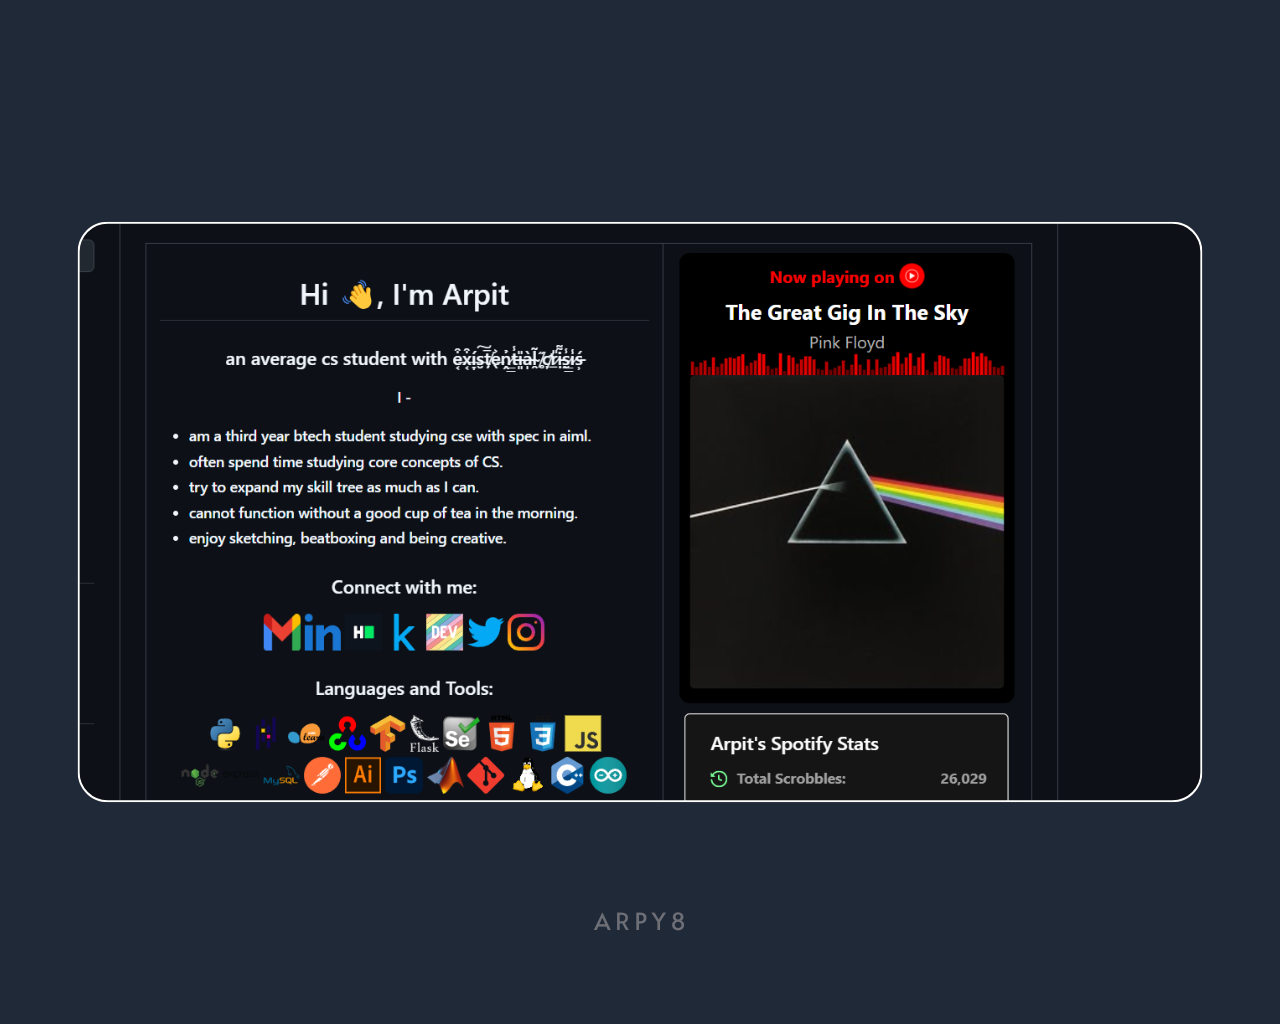 Hi 👋, I'm Arpit
an average cs student with existential crisis
I -
• am a third year btech student studying cse with spec in aiml.
• often spend time studying core concepts of CS.
• try to expand my skill tree as much as I can.
• cannot function without a good cup of tea in the morning.
• enjoy sketching, beatboxing and being creative.
Connect with me:
in H k DEV
Languages and Tools:
Flask Se HTML 5 3 JS
node MySQL Ai Ps C++
Now playing on
The Great Gig In The Sky
Pink Floyd
Arpit's Spotify Stats
Total Scrobbles: 26,029
ARPY8